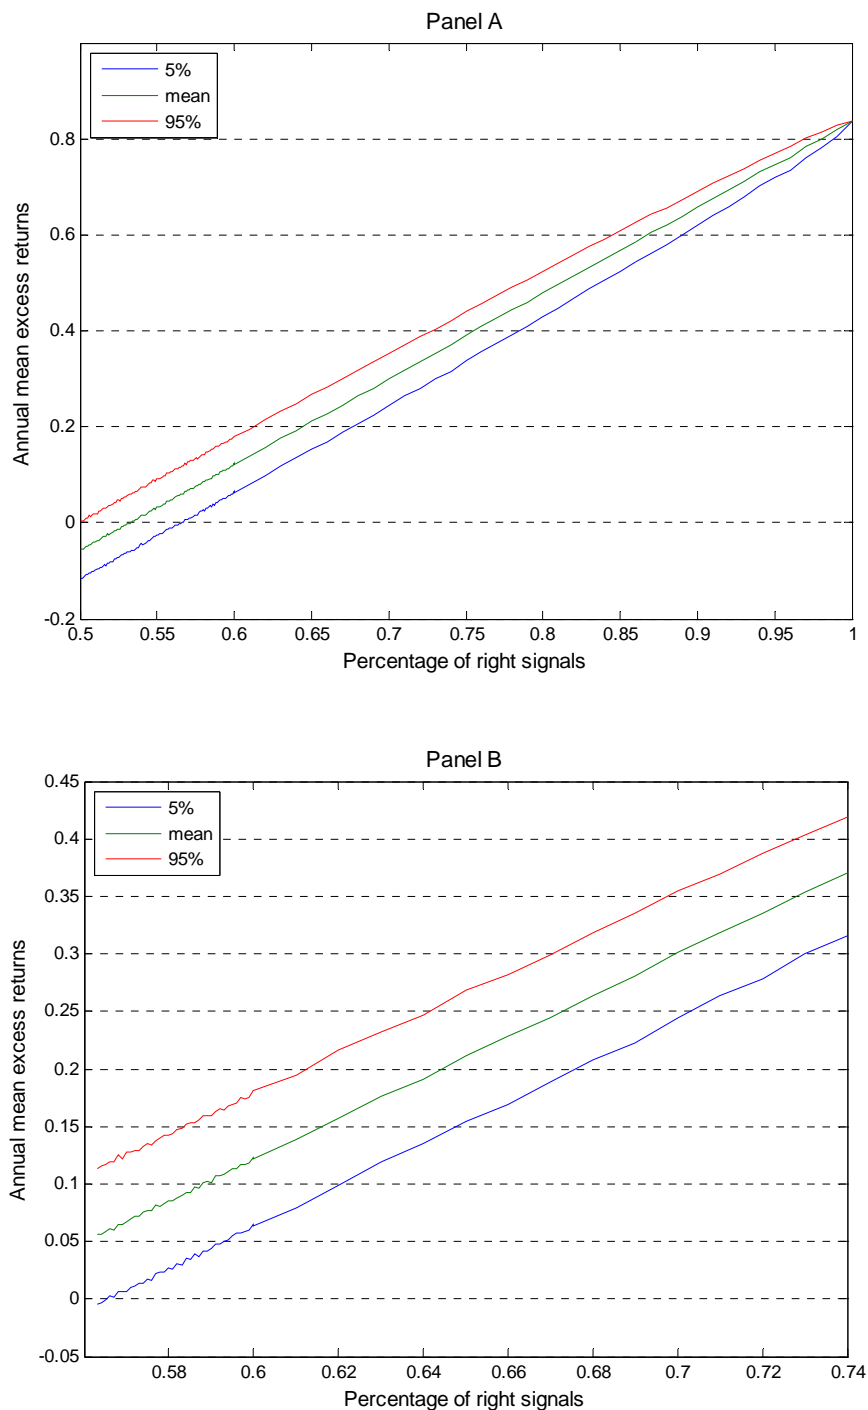 Panel A
5%
mean
95%
Annual mean excess returns
0.8
0.6
0.4
0.2
0
-0.2
0.5 0.55 0.6 0.65 0.7 0.75 0.8 0.85 0.9 0.95 1
Percentage of right signals
Panel B
5%
mean
95%
Annual mean excess returns
0.45
0.4
0.35
0.3
0.25
0.2
0.15
0.1
0.05
0
-0.05
0.58 0.6 0.62 0.64 0.66 0.68 0.7 0.72 0.74
Percentage of right signals